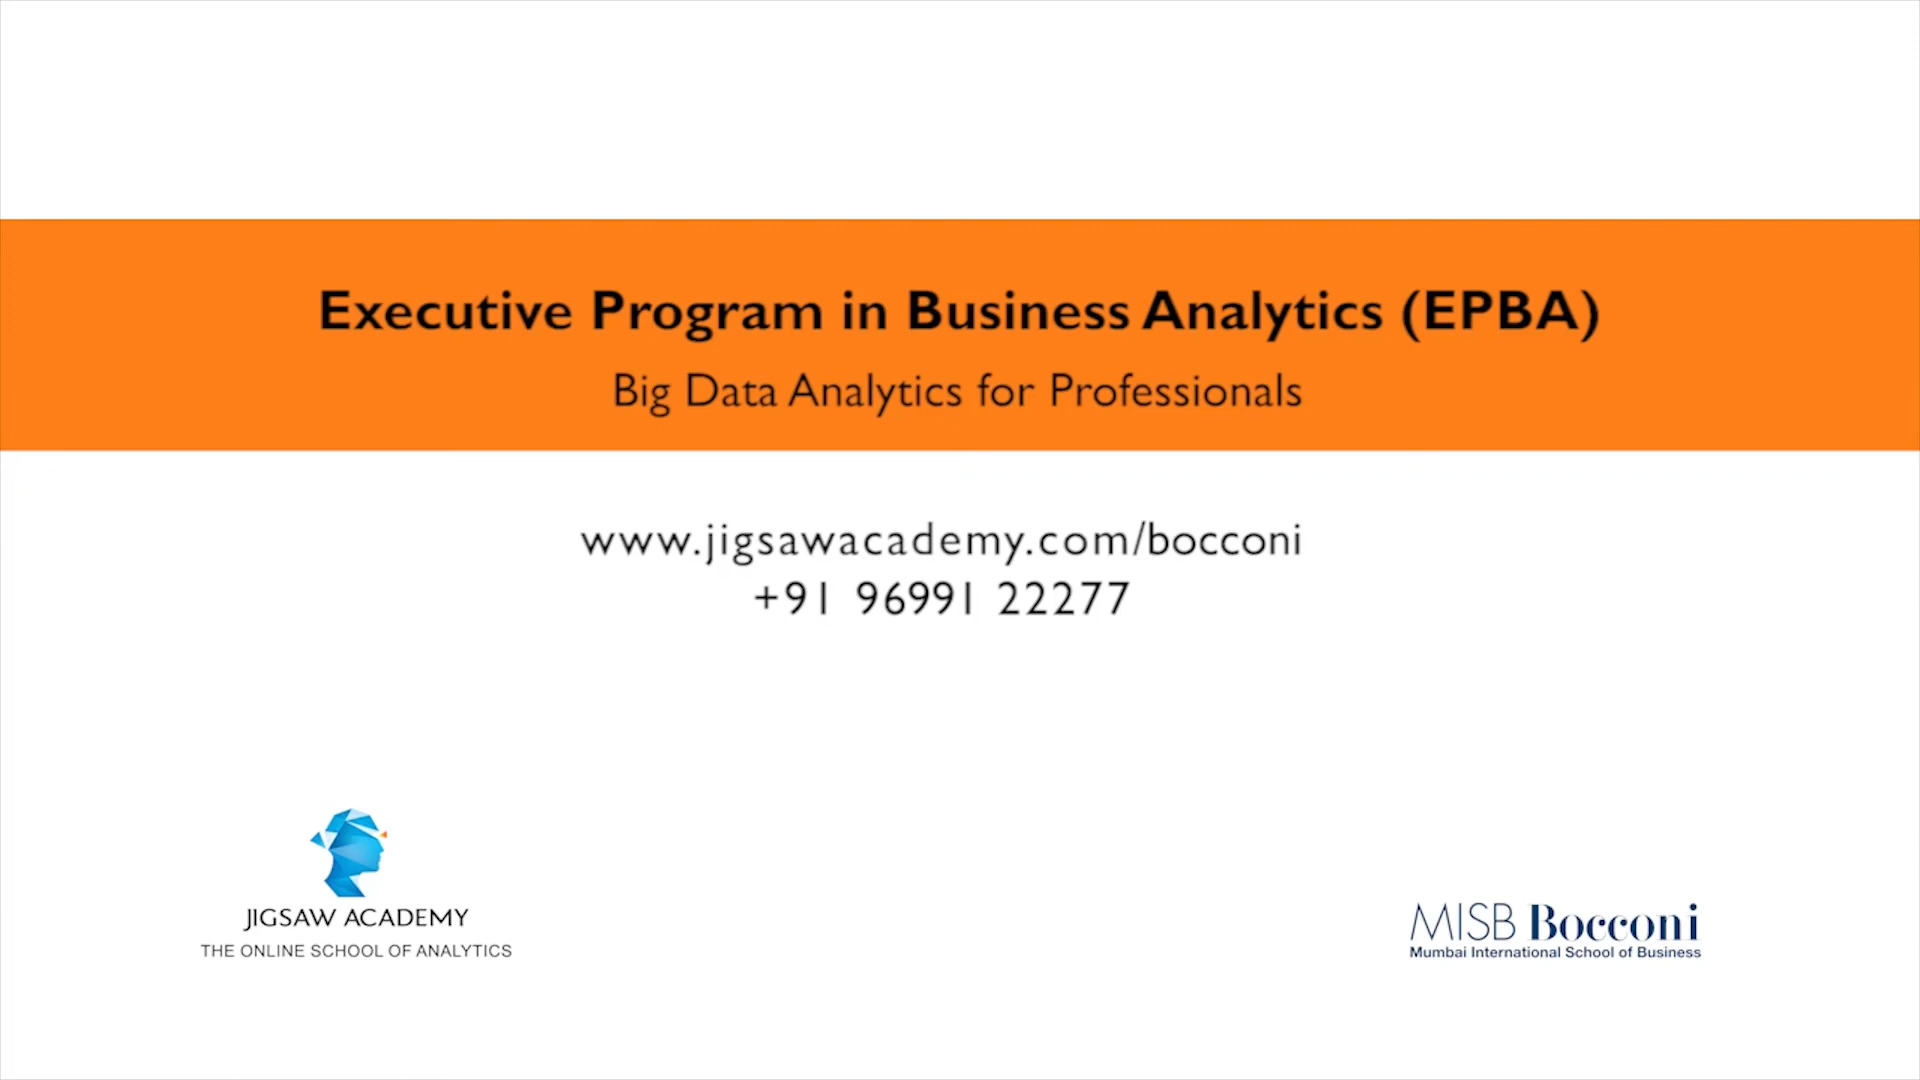 Executive Program in Business Analytics (EPBA)
Big Data Analytics for Professionals
www.jigsawacademy.com/bocconi
+91 96991 22277
JIGSAW ACADEMY
THE ONLINE SCHOOL OF ANALYTICS
MISB Bocconi
Mumbai International School of Business